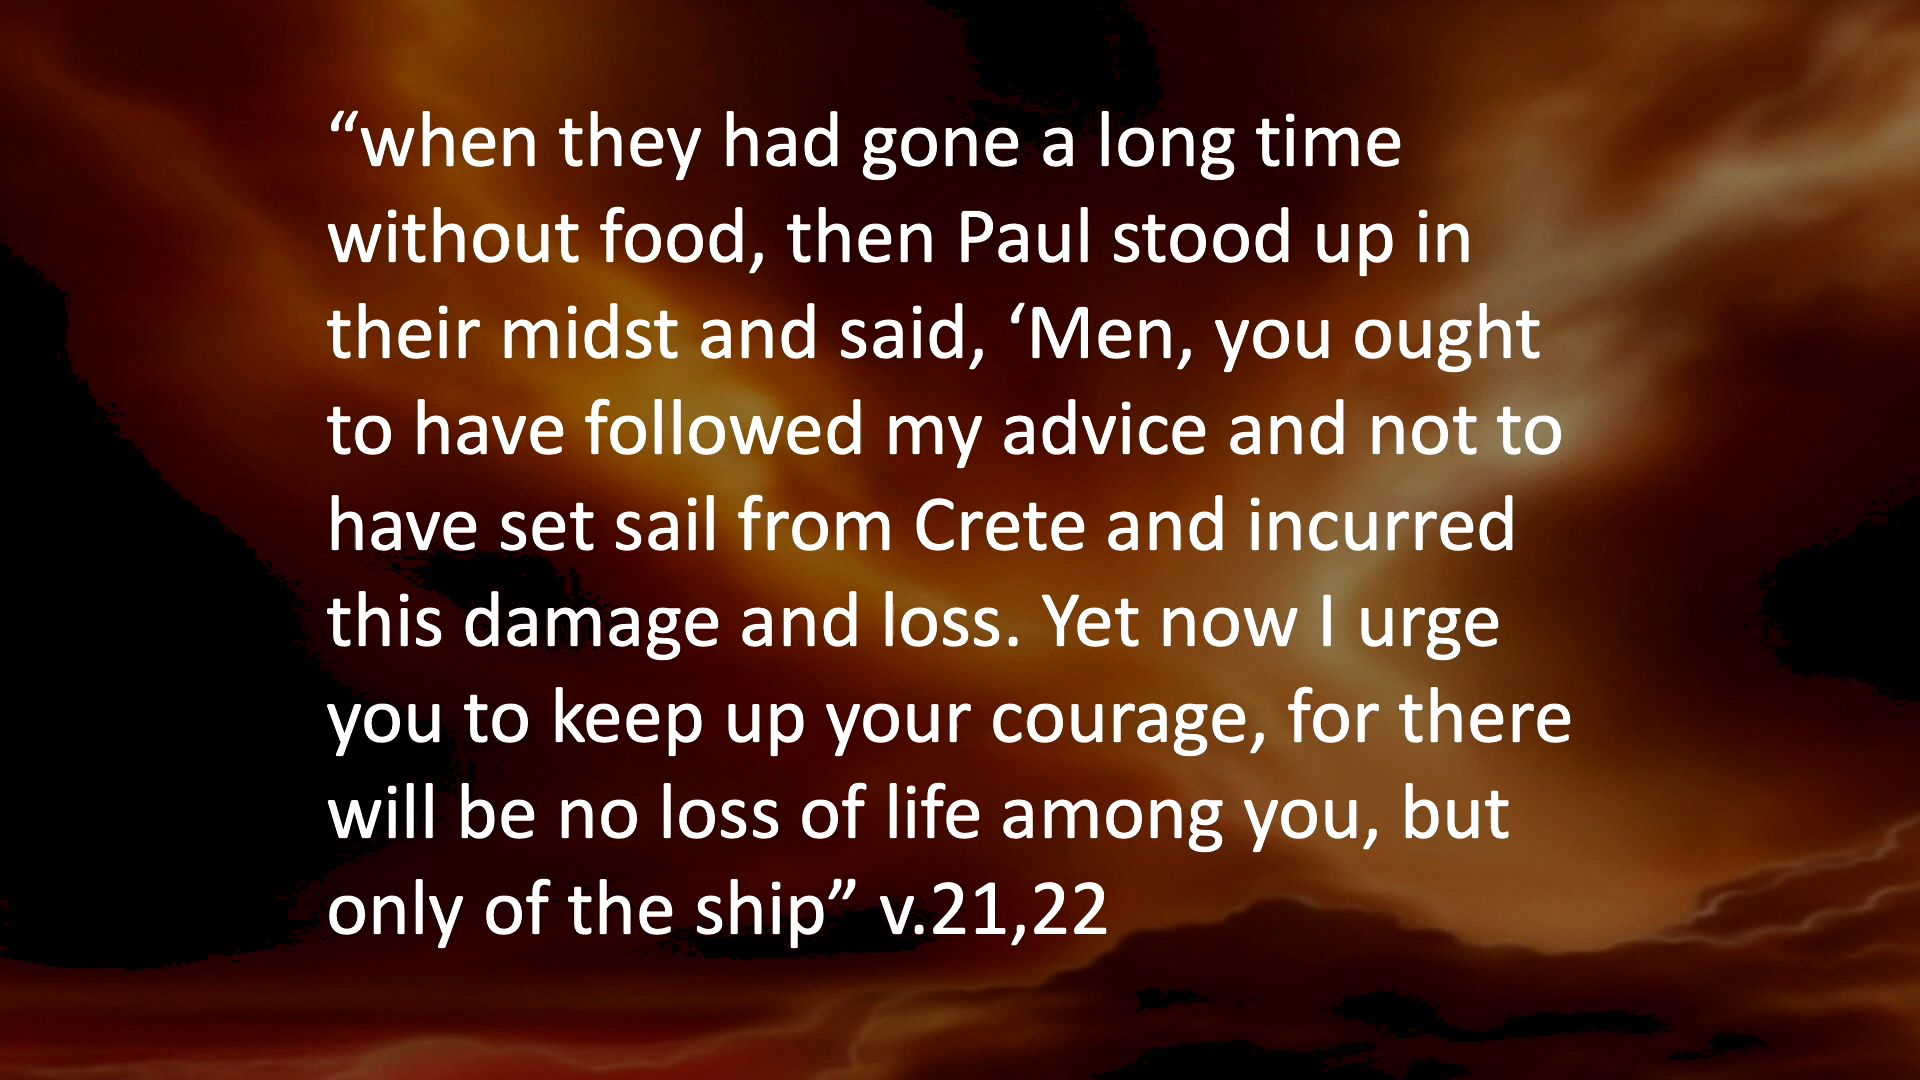 “when they had gone a long time
without food, then Paul stood up in
their midst and said, ‘Men, you ought
to have followed my advice and not to
have set sail from Crete and incurred
this damage and loss. Yet now I urge
you to keep up your courage, for there
will be no loss of life among you, but
only of the ship” v.21,22